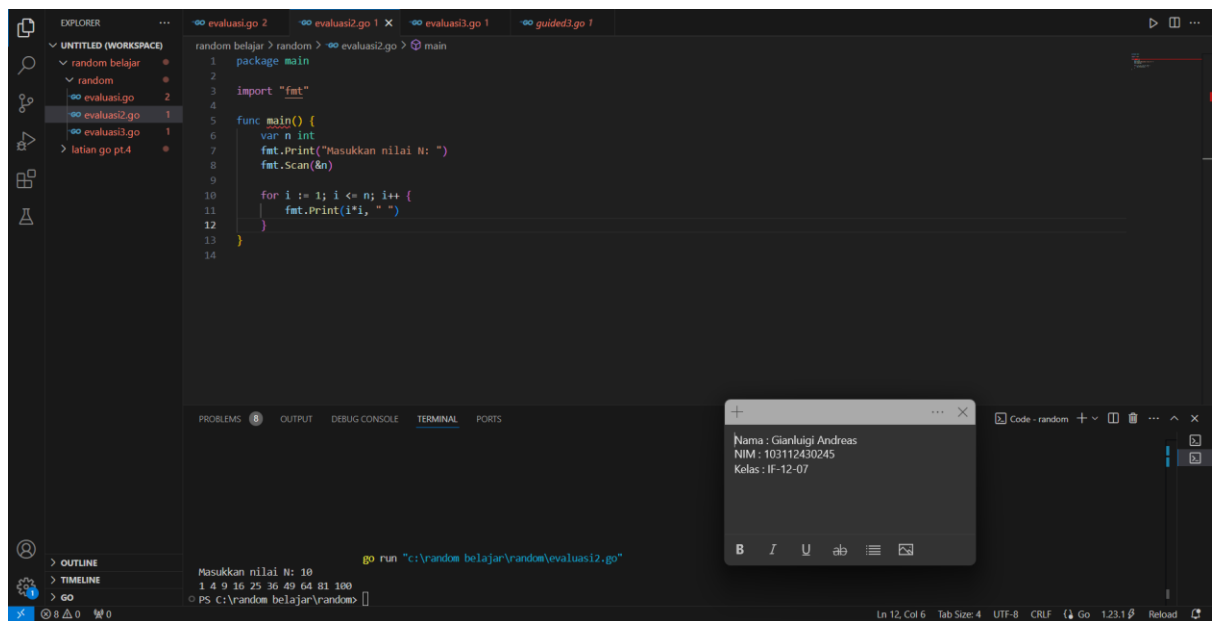 EXPLORER
UNTITLED (WORKSPACE)
random belajar
random
evaluasi.go 2
evaluasi2.go 1
evaluasi3.go 1
latian go pt.4
OUTLINE
TIMELINE
GO
evaluasi.go 2 evaluasi2.go 1 evaluasi3.go 1 guided3.go 1
random belajar > random > evaluasi2.go > main
1 package main
2
3 import "fmt"
4
5 func main() {
6 var n int
7 fmt.Print("Masukkan nilai N: ")
8 fmt.Scan(&n)
9
10 for i := 1; i <= n; i++ {
11 fmt.Print(i*i, " ")
12 }
13 }
14
PROBLEMS 8 OUTPUT DEBUG CONSOLE TERMINAL PORTS
Code - random
go run "c:\random belajar\random\evaluasi2.go"
Masukkan nilai N: 10
1 4 9 16 25 36 49 64 81 100
PS C:\random belajar\random>
Nama : Gianluigi Andreas
NIM : 103112430245
Kelas : IF-12-07
B I U ab
1
8 0 0
Ln 12, Col 6 Tab Size: 4 UTF-8 CRLF Go 1.23.1 Reload